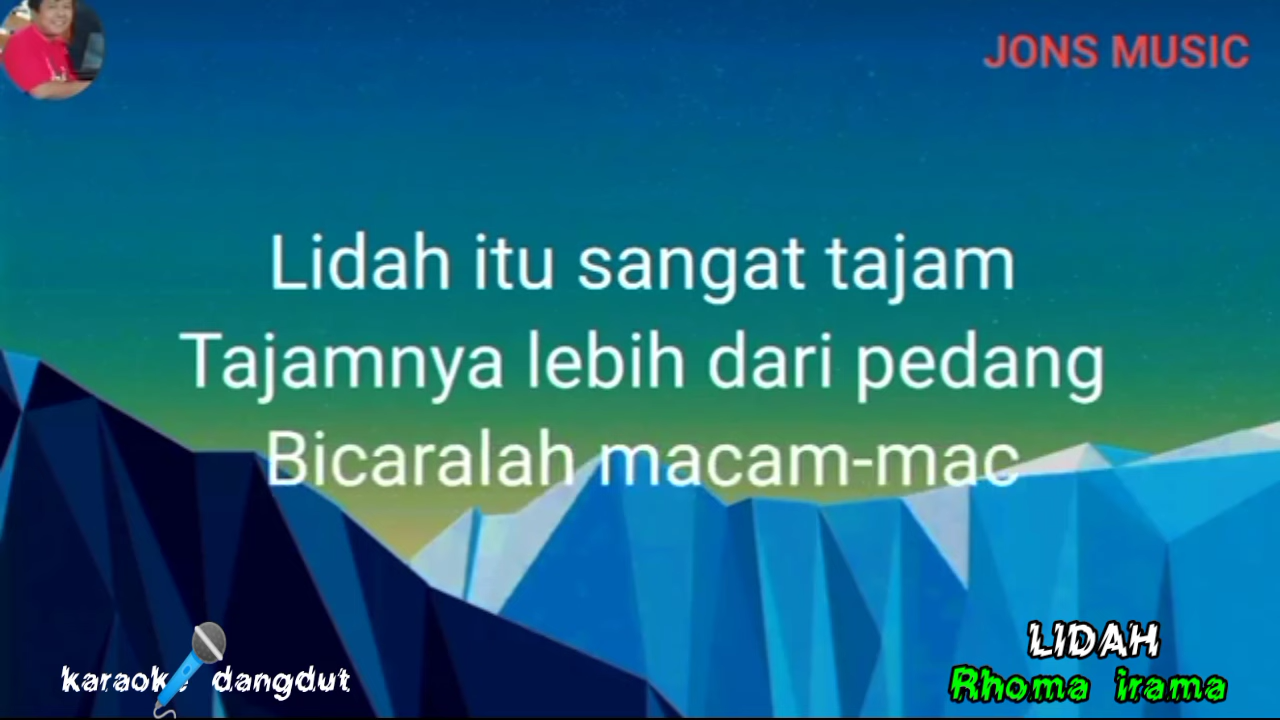 JONS MUSIC
Lidah itu sangat tajam
Tajamnya lebih dari pedang
Bicaralah macam-mac
karaoke dangdut
LIDAH
Rhoma irama